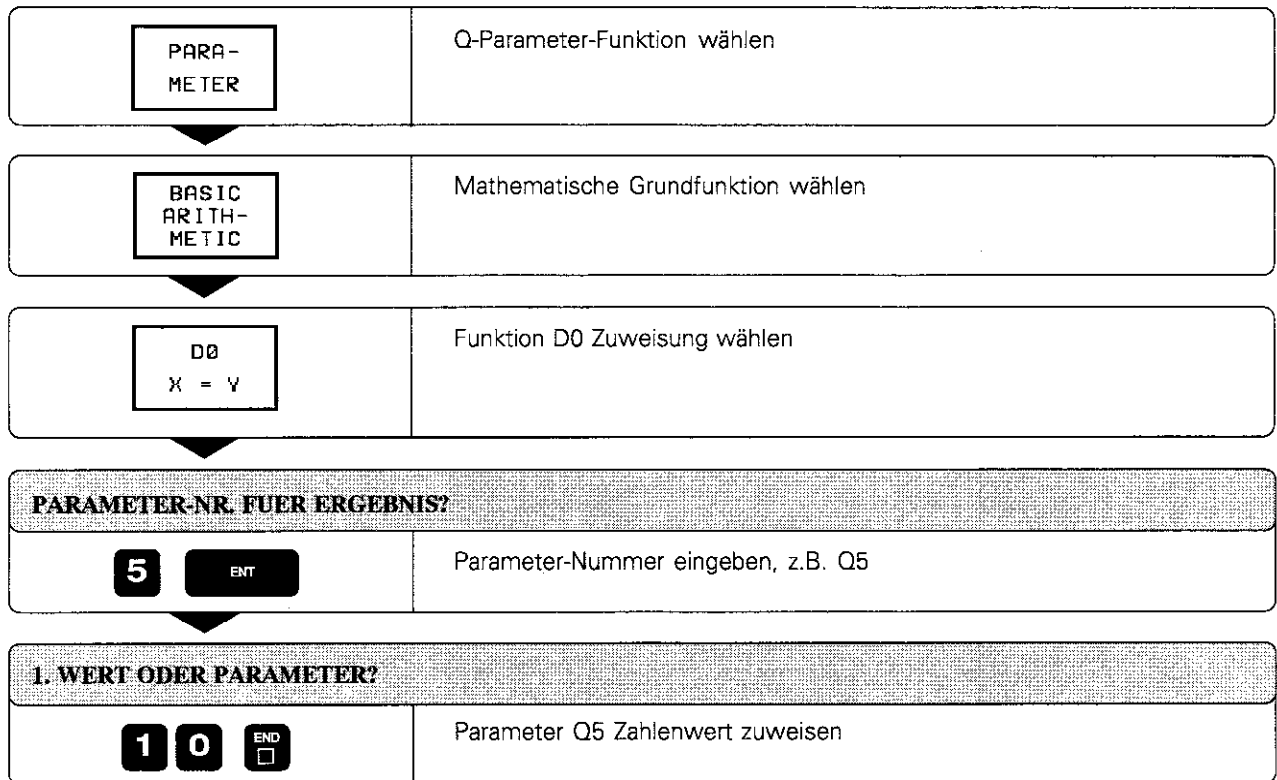 PARA-
METER
Q-Parameter-Funktion wählen
BASIC
ARITH-
METIC
Mathematische Grundfunktion wählen
D0
X = Y
Funktion D0 Zuweisung wählen
PARAMETER-NR. FUER ERGEBNIS?
5 ENT
Parameter-Nummer eingeben, z.B. Q5
1. WERT ODER PARAMETER?
1 0 END
Parameter Q5 Zahlenwert zuweisen